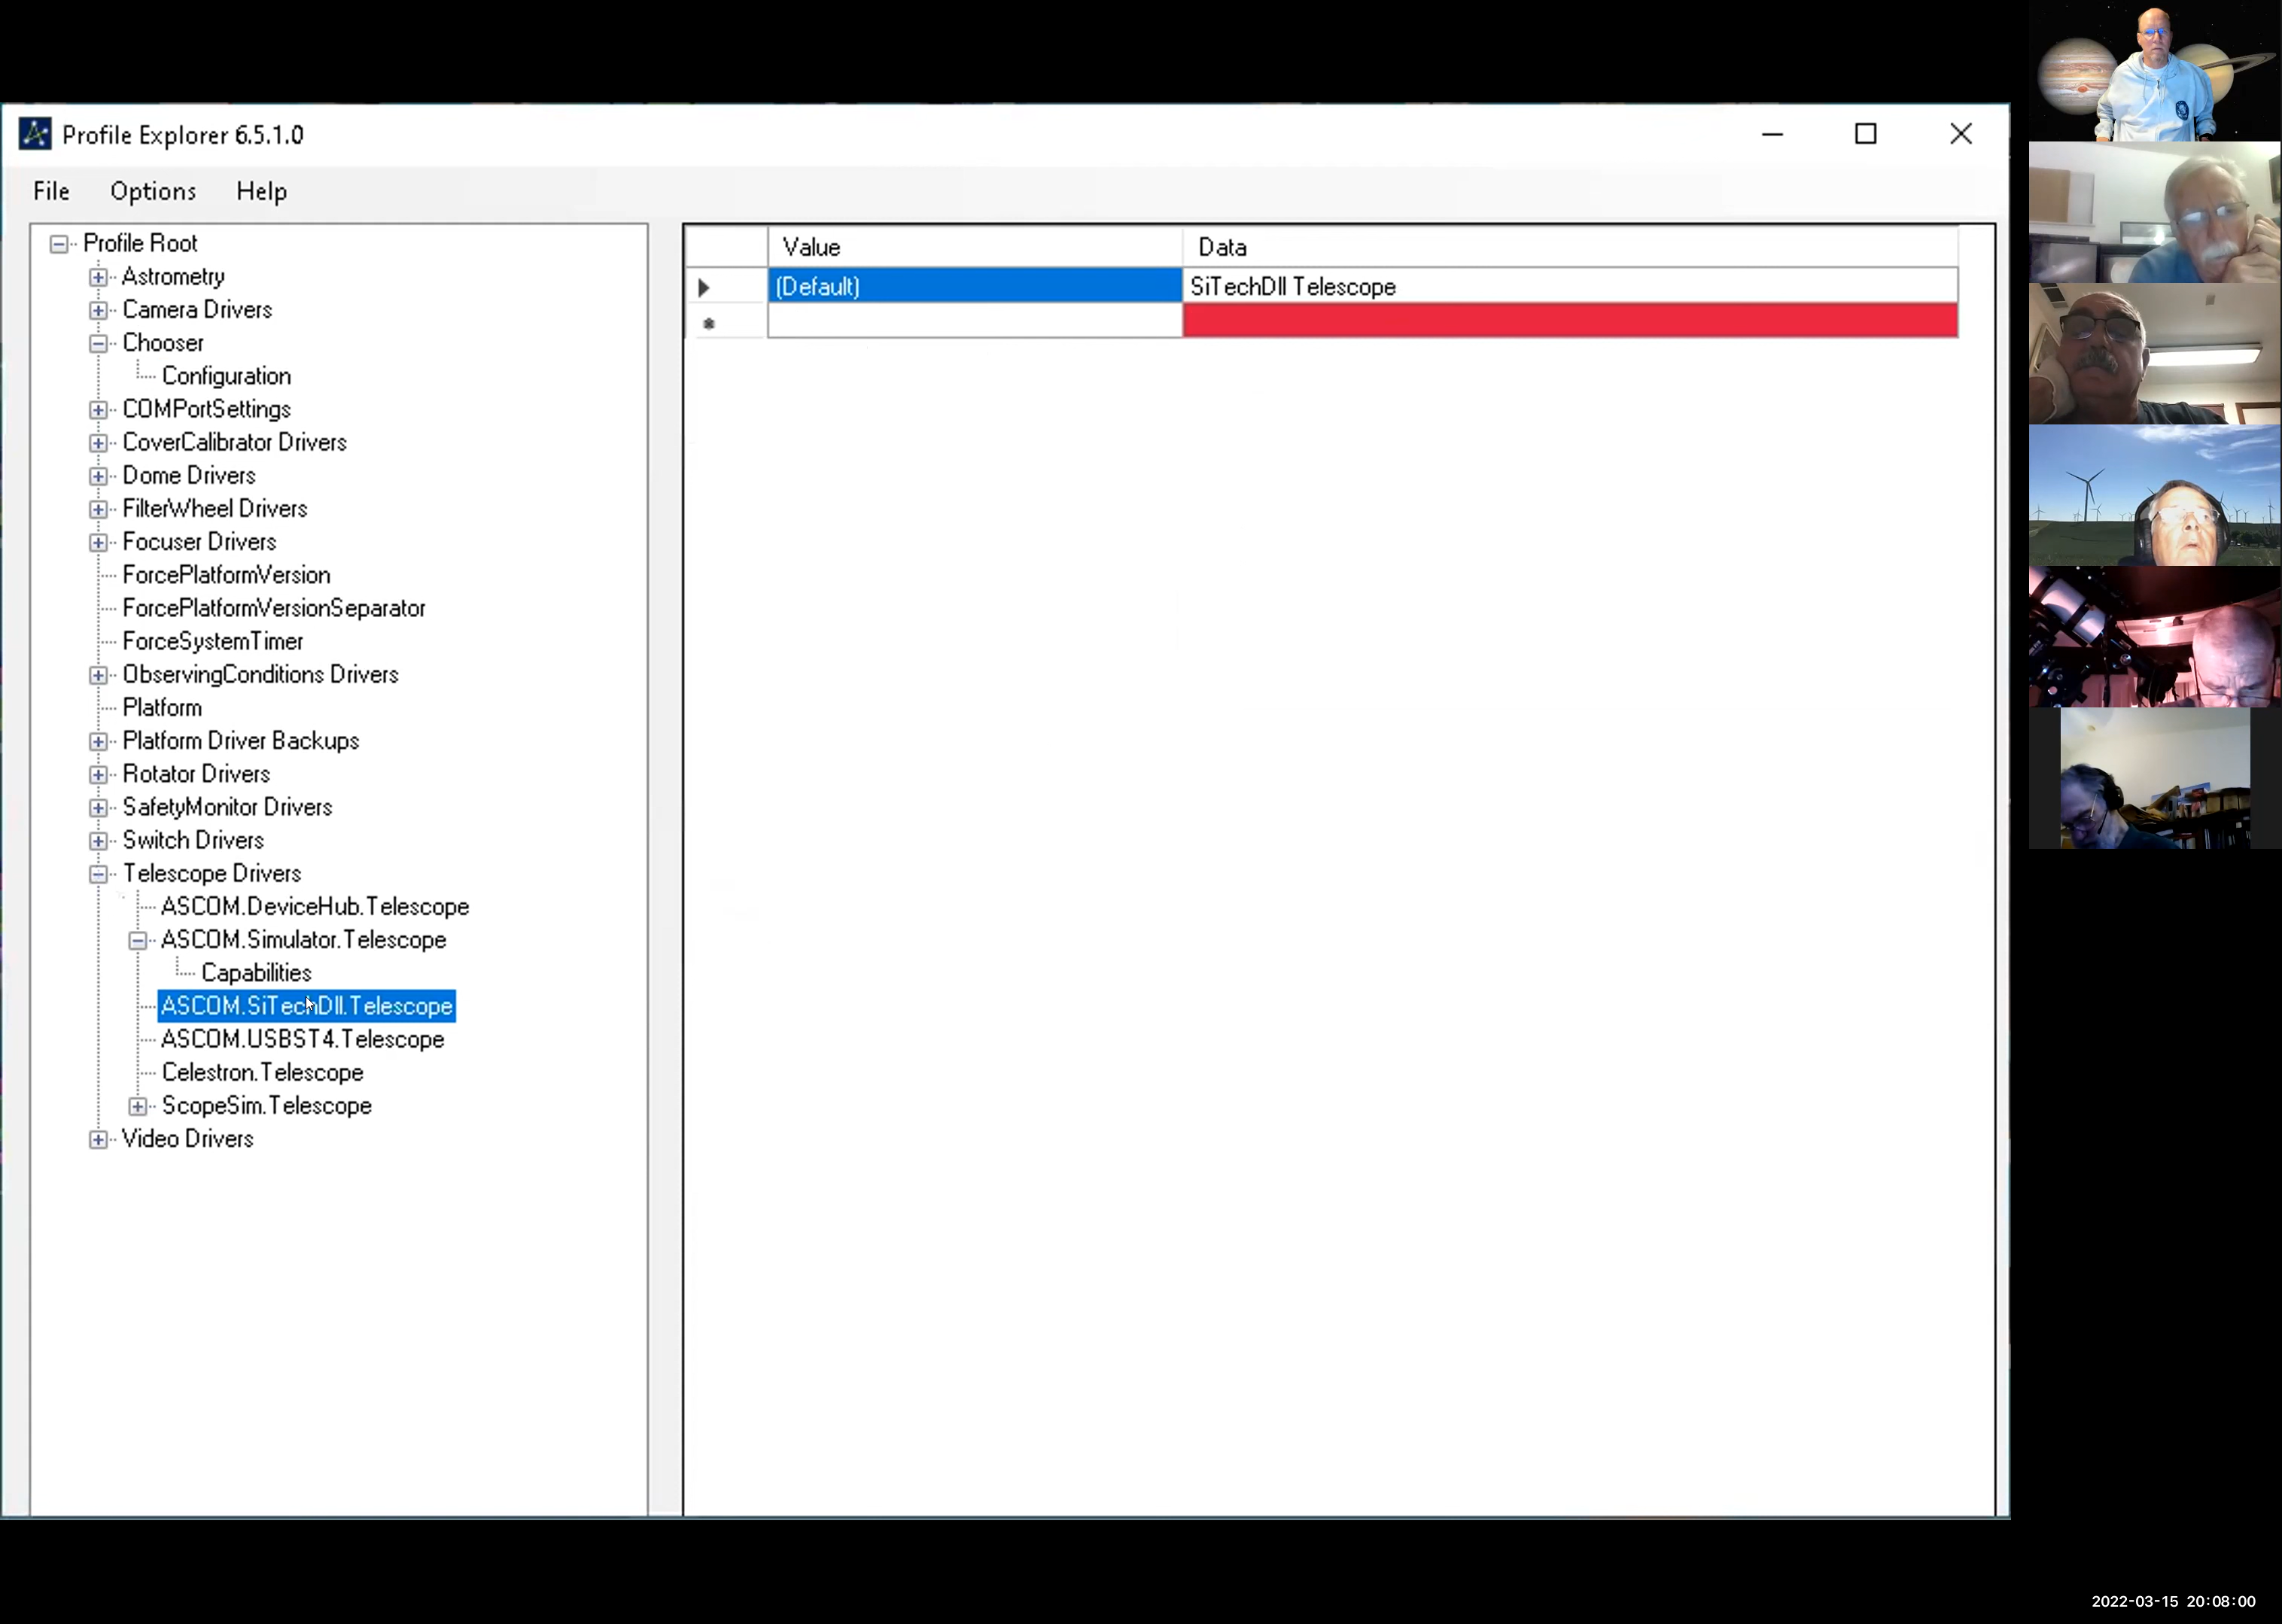 Profile Explorer 6.5.1.0
File Options Help
Profile Root
Astrometry
Camera Drivers
Chooser
Configuration
COMPortSettings
CoverCalibrator Drivers
Dome Drivers
FilterWheel Drivers
Focuser Drivers
ForcePlatformVersion
ForcePlatformVersionSeparator
ForceSystemTimer
ObservingConditions Drivers
Platform
Platform Driver Backups
Rotator Drivers
SafetyMonitor Drivers
Switch Drivers
Telescope Drivers
ASCOM.DeviceHub.Telescope
ASCOM.Simulator.Telescope
Capabilities
ASCOM.SiTechDll.Telescope
ASCOM.USBST4.Telescope
Celestron.Telescope
ScopeSim.Telescope
Video Drivers
Value Data
(Default) SiTechDll Telescope
2022-03-15 20:08:00